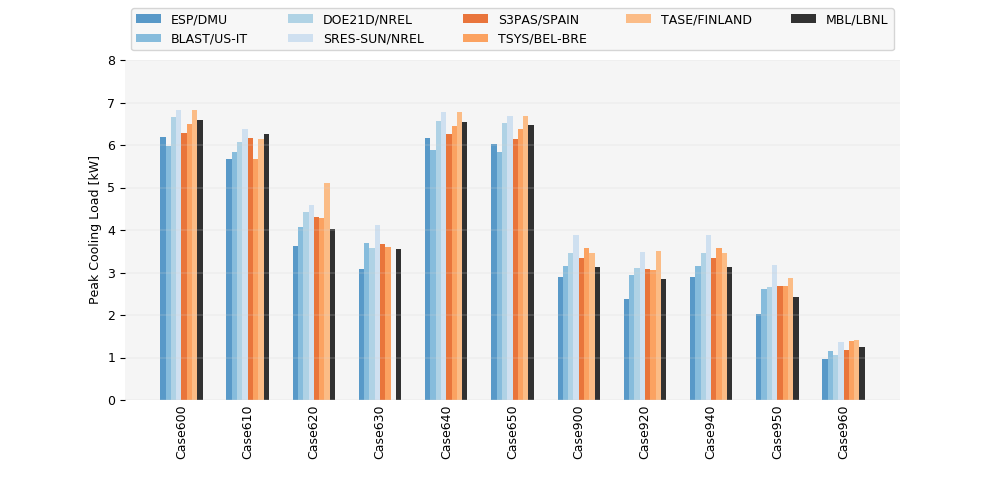 ESP/DMU DOE21D/NREL S3PAS/SPAIN TASE/FINLAND MBL/LBNL
BLAST/US-IT SRES-SUN/NREL TSYS/BEL-BRE
8
7
6
5
4
3
2
1
0
Peak Cooling Load [kW]
Case600
Case610
Case620
Case630
Case640
Case650
Case900
Case920
Case940
Case950
Case960